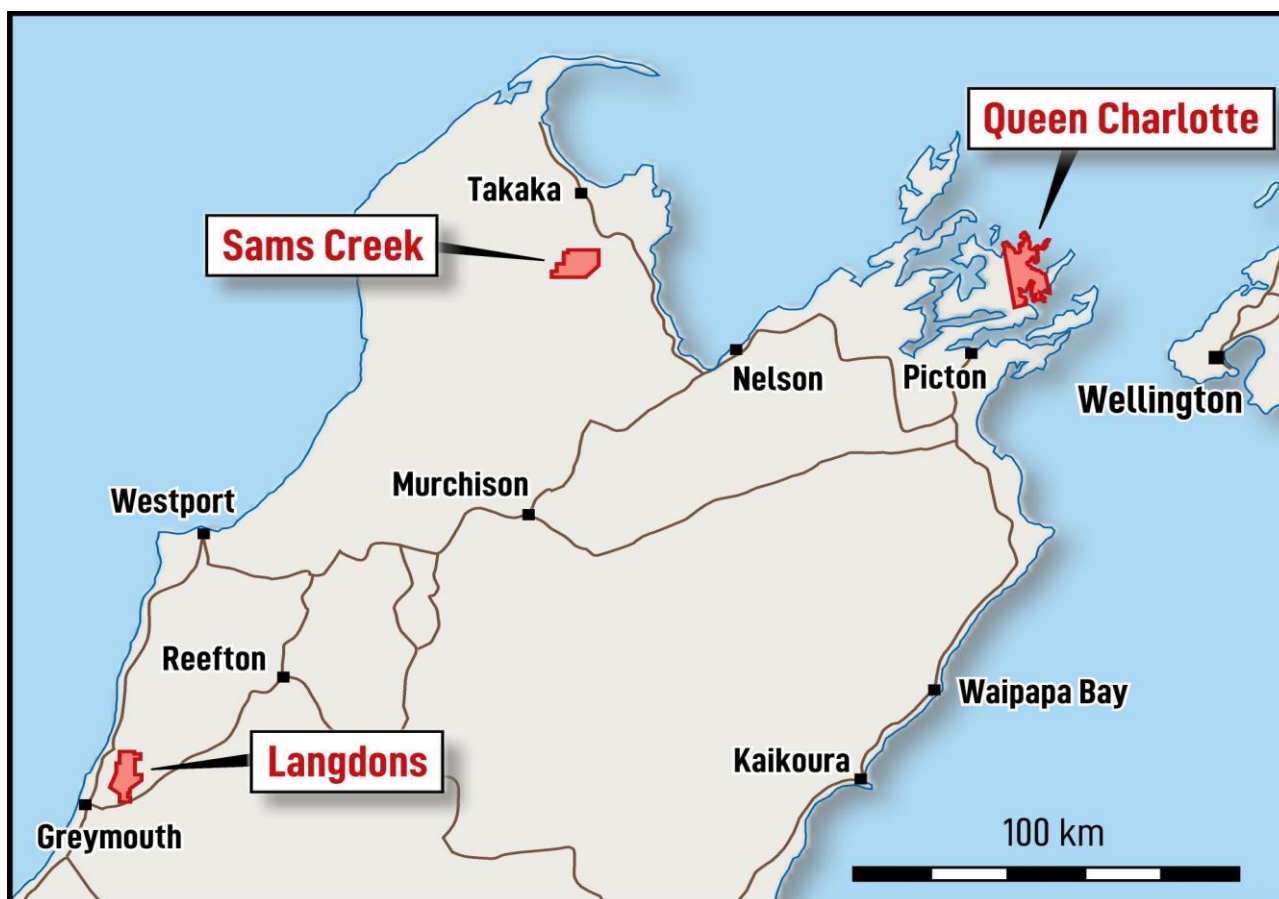 Queen Charlotte
Takaka
Sams Creek
Nelson
Picton
Wellington
Murchison
Westport
Reefton
Waipapa Bay
Langdons
Kaikoura
Greymouth
100 km